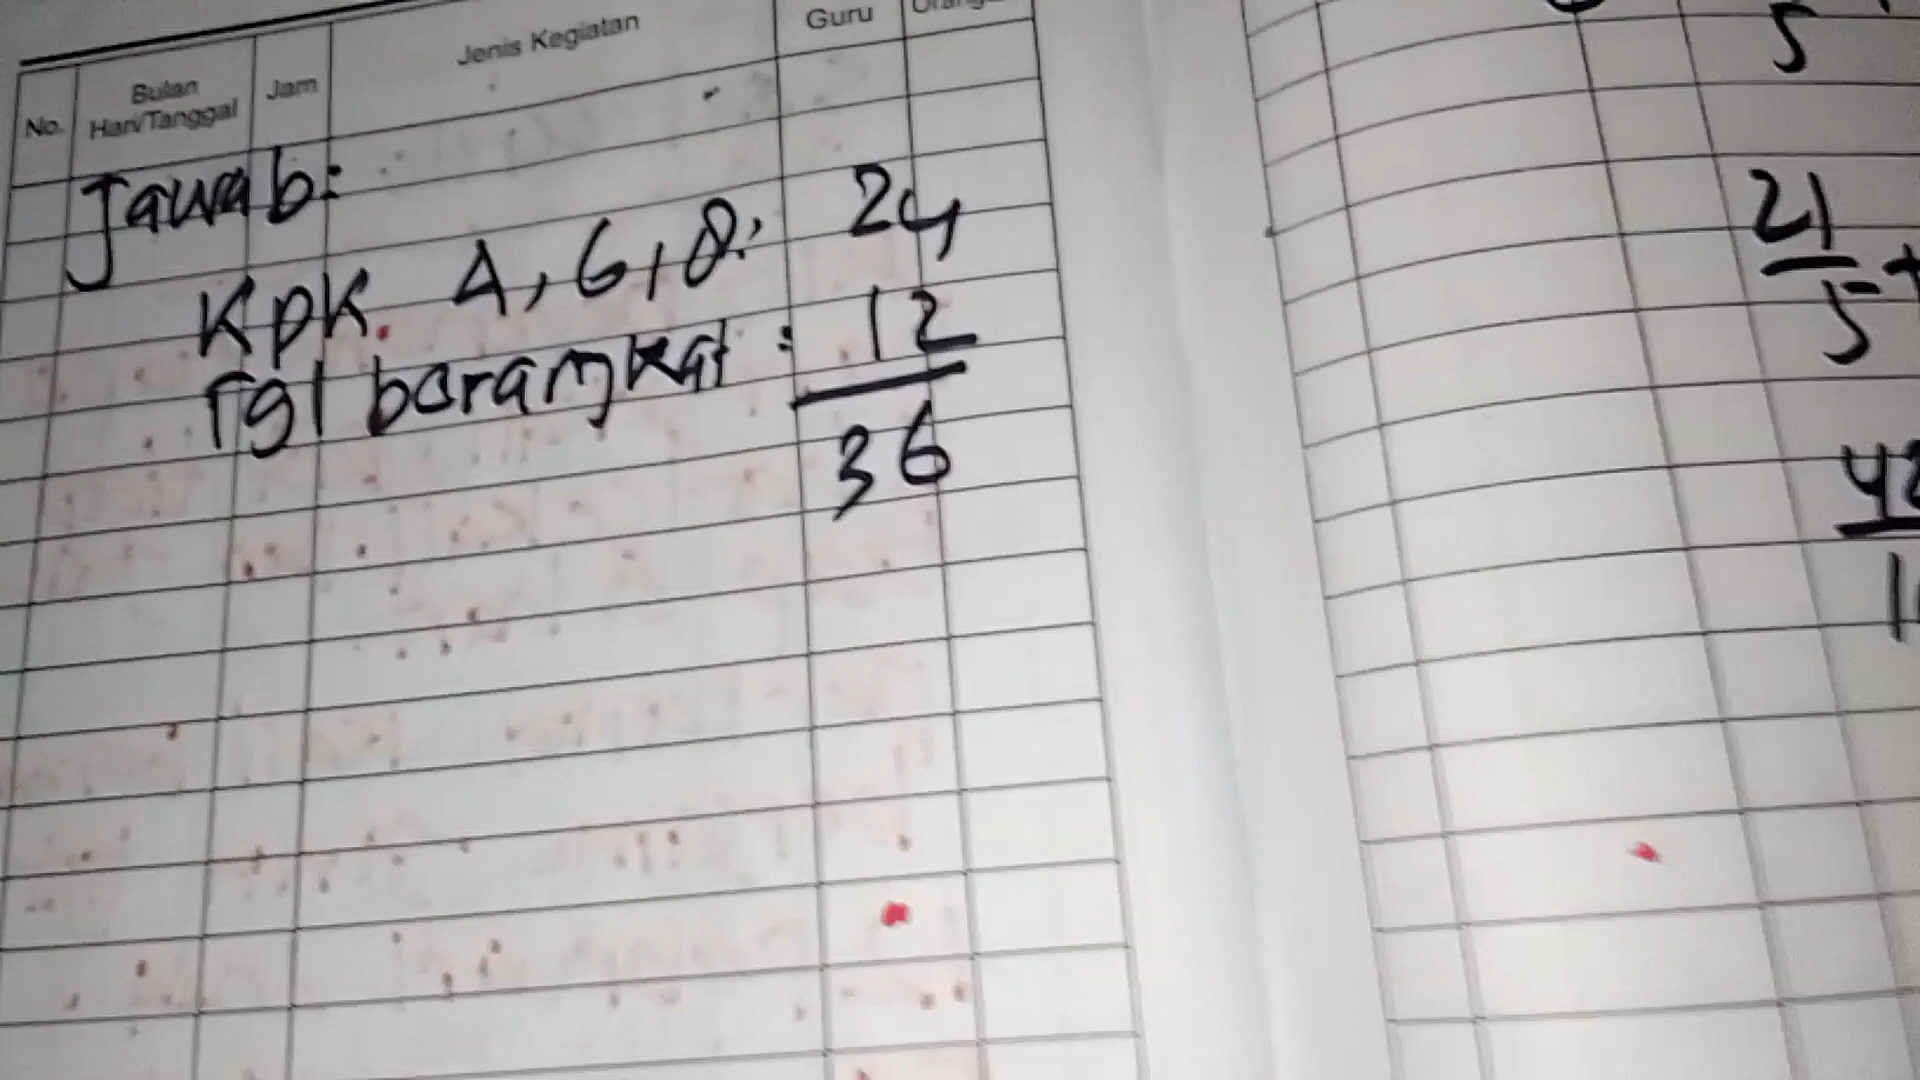 No. Bulan Hari/Tanggal Jam Jenis Kegiatan Guru
Jawab:
Kpk. 4, 6, 8: 24
Tgl berangkat: 12
36
5
21
5 +